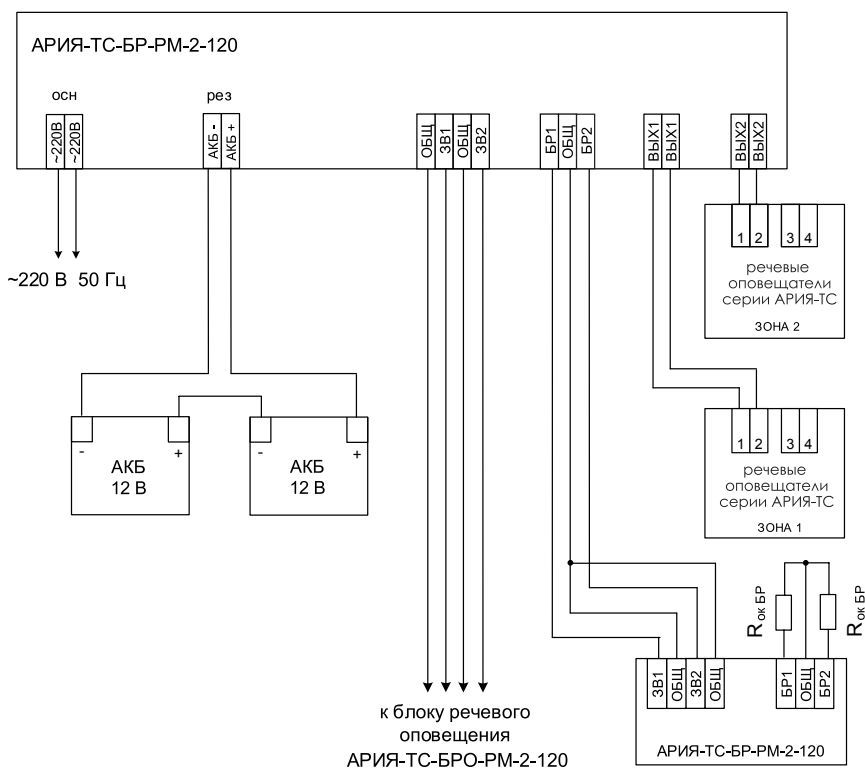 АРИЯ-ТС-БР-РМ-2-120
осн
рез
~220В
~220В
АКБ -
АКБ +
ОБЩ
ЗВ1
ОБЩ
ЗВ2
БР1
ОБЩ
БР2
ВЫХ1
ВЫХ1
ВЫХ2
ВЫХ2
1 2 3 4
речевые
оповещатели
серии АРИЯ-ТС
ЗОНА 2
~220 В 50 Гц
- +
АКБ
12 В
- +
АКБ
12 В
1 2 3 4
речевые
оповещатели
серии АРИЯ-ТС
ЗОНА 1
Rок БР
Rок БР
ЗВ1
ОБЩ
ЗВ2
ОБЩ
БР1
ОБЩ
БР2
АРИЯ-ТС-БР-РМ-2-120
к блоку речевого
оповещения
АРИЯ-ТС-БРО-РМ-2-120